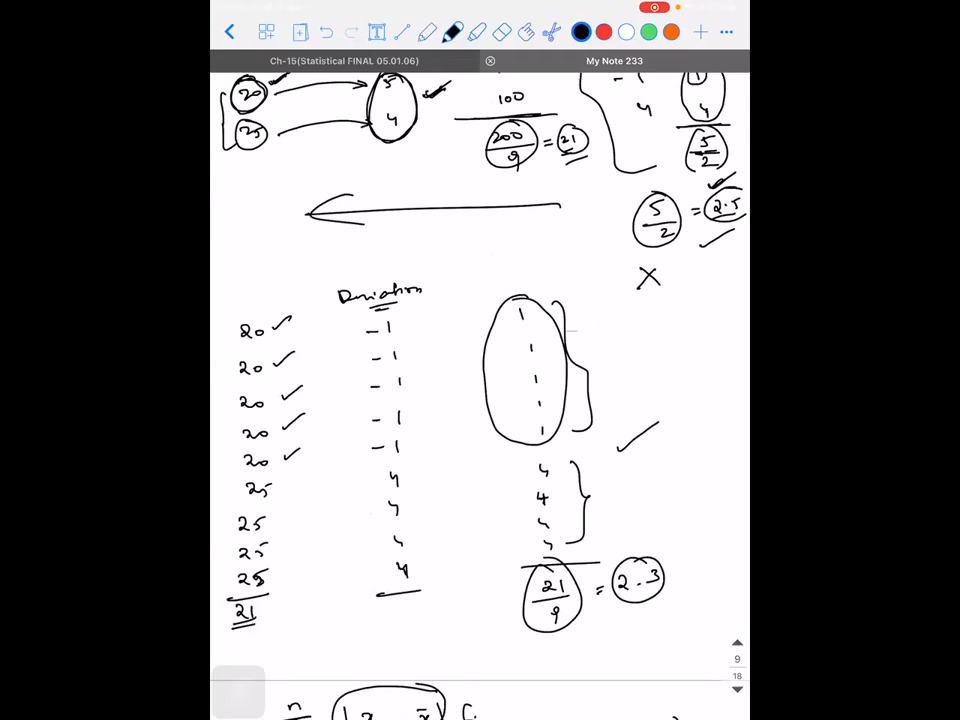 Ch-15(Statistical FINAL 05.01.06)
My Note 233
20 5
25 4
100
200/9 = 21
- 1 1
4 4
5/2
5/2 = 2.5
X
Deviation
20 -1 1
20 -1 1
20 -1 1
20 -1 1
20 -1 1
25 4 4
25 4 4
25 4 4
25 4 4
21
21/9 = 2.3
9
18
n
|x - x̄| f